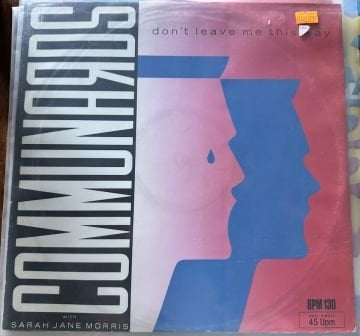 COMMUNARDS
with
SARAH JANE MORRIS
don't leave me this way
BPM 130
45 Upm